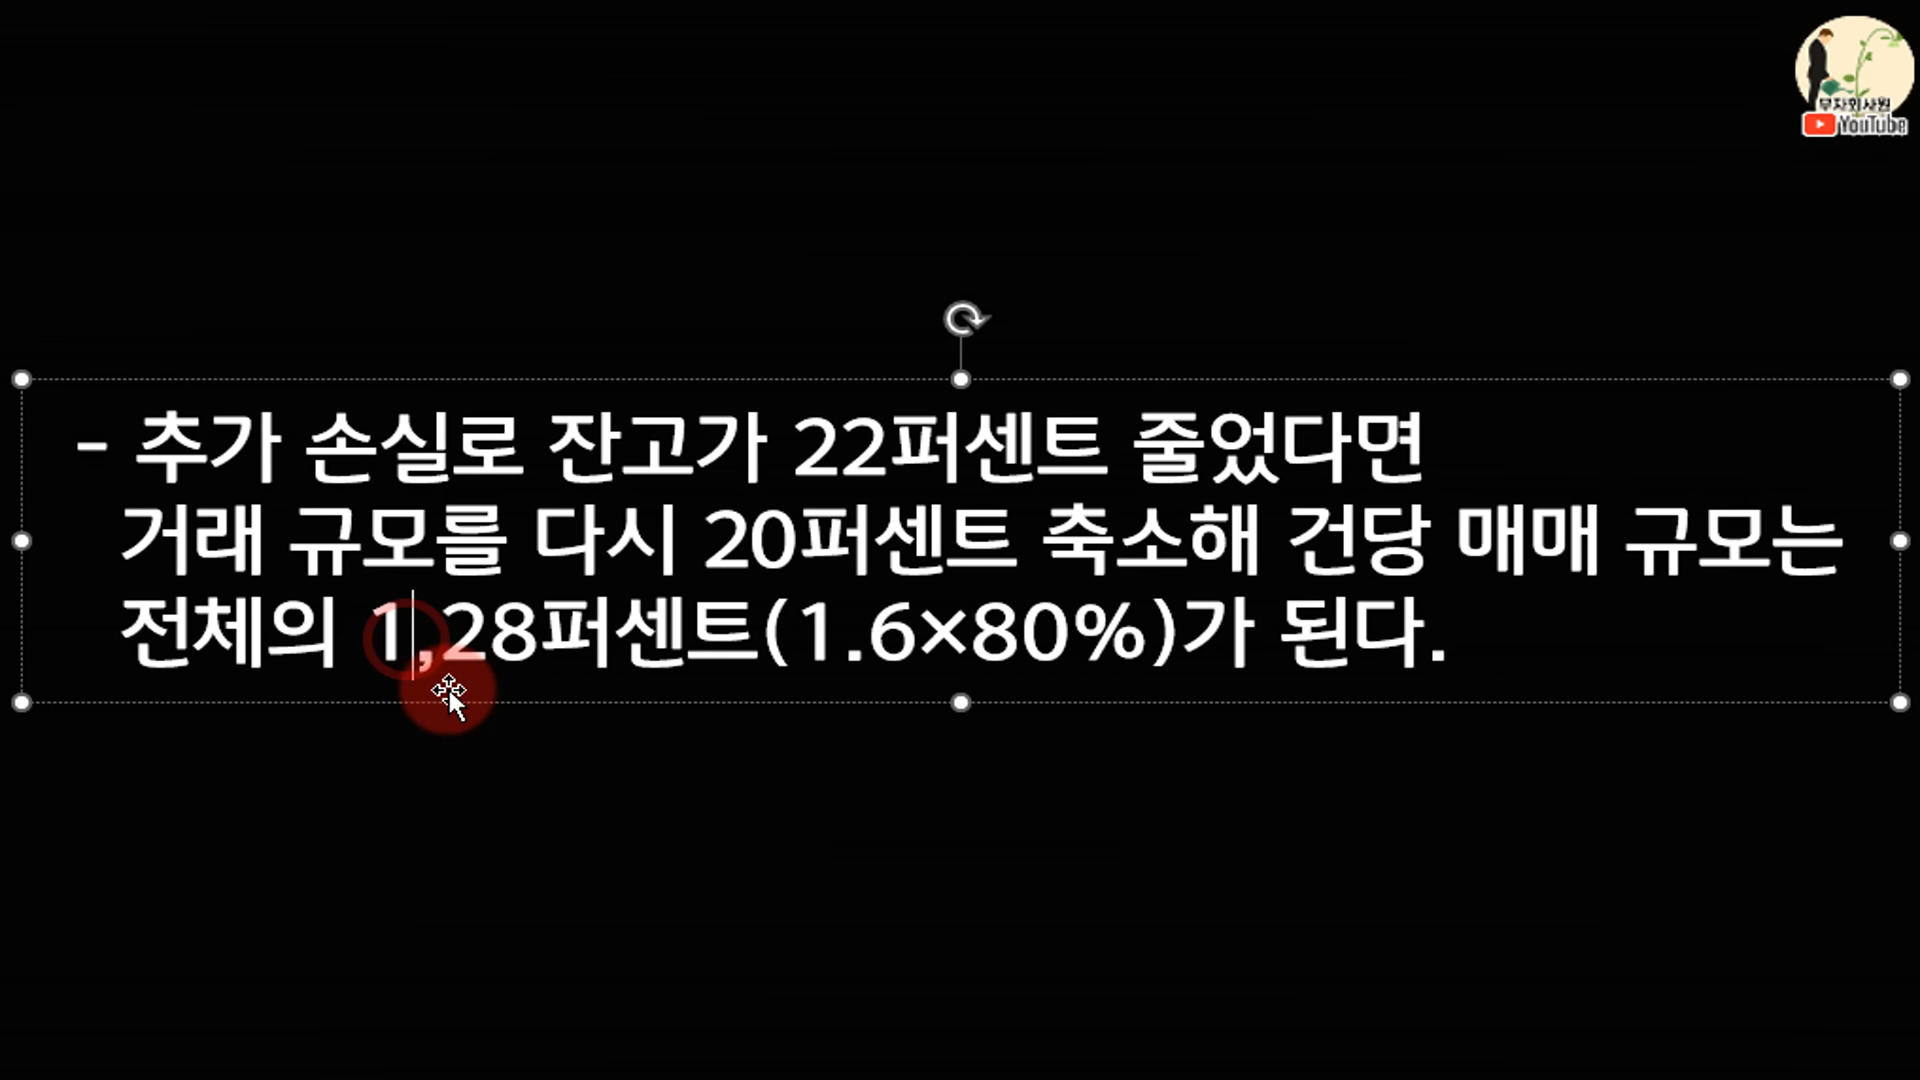 부자회사원
YouTube
- 추가 손실로 잔고가 22퍼센트 줄었다면
거래 규모를 다시 20퍼센트 축소해 건당 매매 규모는
전체의 1,28퍼센트(1.6×80%)가 된다.